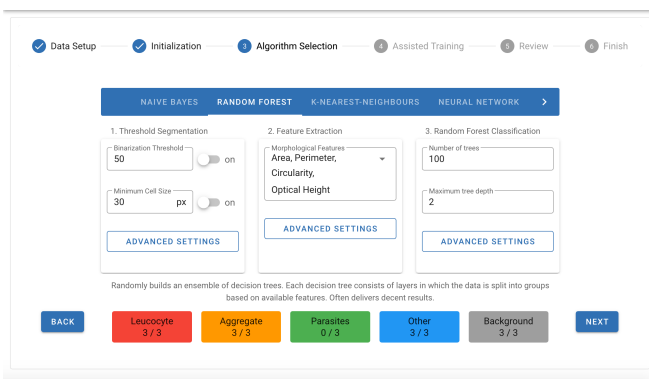 Data Setup
Initialization
3 Algorithm Selection
4 Assisted Training
5 Review
6 Finish
NAIVE BAYES RANDOM FOREST K-NEAREST-NEIGHBOURS NEURAL NETWORK
1. Threshold Segmentation
Binarization Threshold
50
on
Minimum Cell Size
30 px
on
ADVANCED SETTINGS
2. Feature Extraction
Morphological Features
Area, Perimeter,
Circularity,
Optical Height
ADVANCED SETTINGS
3. Random Forest Classification
Number of trees
100
Maximum tree depth
2
ADVANCED SETTINGS
Randomly builds an ensemble of decision trees. Each decision tree consists of layers in which the data is split into groups
based on available features. Often delivers decent results.
BACK
Leucocyte
3 / 3
Aggregate
3 / 3
Parasites
0 / 3
Other
3 / 3
Background
3 / 3
NEXT